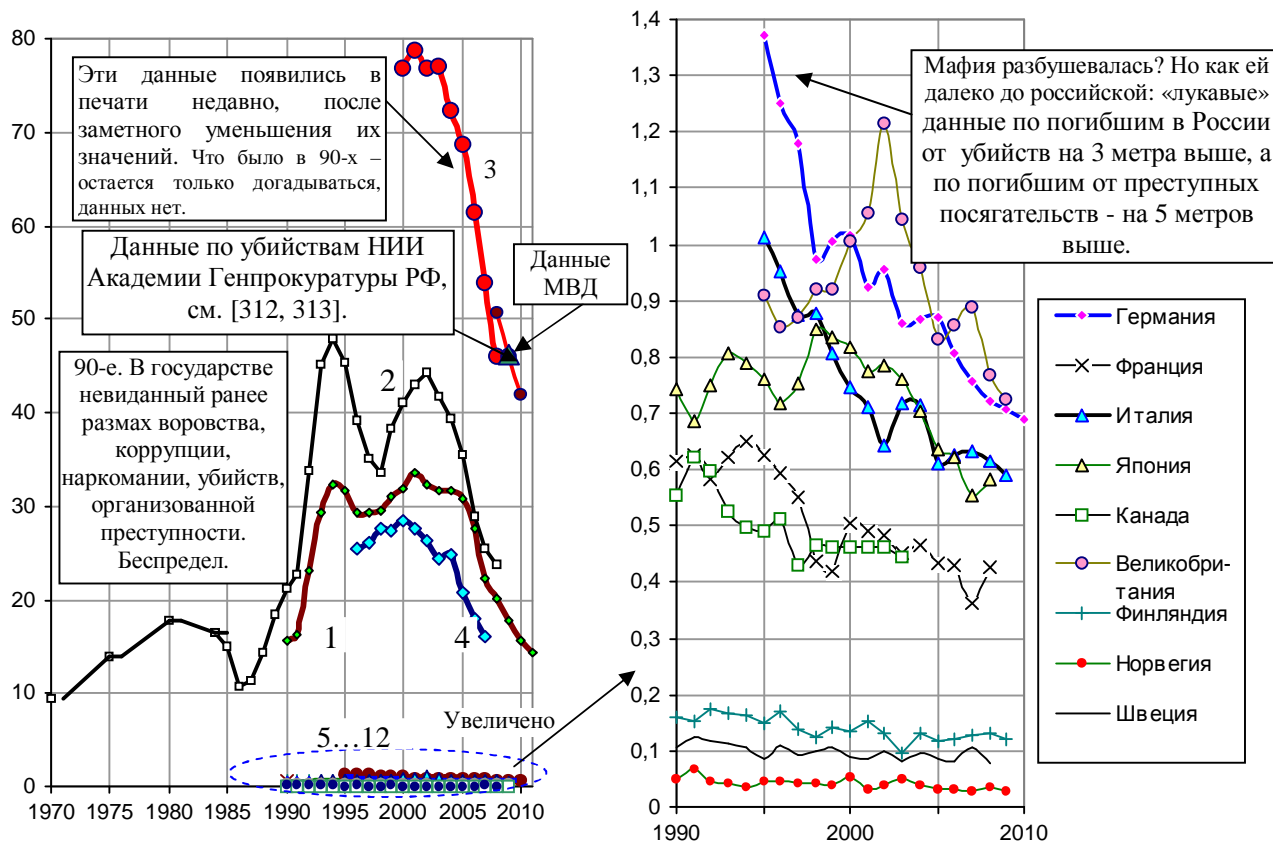 80
70
60
50
40
30
20
10
0
1970 1975 1980 1985 1990 1995 2000 2005 2010
Эти данные появились в
печати недавно, после
заметного уменьшения их
значений. Что было в 90-х –
остается только догадываться,
данных нет.
3
Данные по убийствам НИИ
Академии Генпрокуратуры РФ,
см. [312, 313].
Данные
МВД
90-е. В государстве
невиданный ранее
размах воровства,
коррупции,
наркомании, убийств,
организованной
преступности.
Беспредел.
2
1
4
5…12
Увеличено
1,4
1,3
1,2
1,1
1
0,9
0,8
0,7
0,6
0,5
0,4
0,3
0,2
0,1
0
1990 2000 2010
Мафия разбушевалась? Но как ей
далеко до российской: «лукавые»
данные по погибшим в России
от убийств на 3 метра выше, а
по погибшим от преступных
посягательств - на 5 метров
выше.
Германия
Франция
Италия
Япония
Канада
Великобри-
тания
Финляндия
Норвегия
Швеция